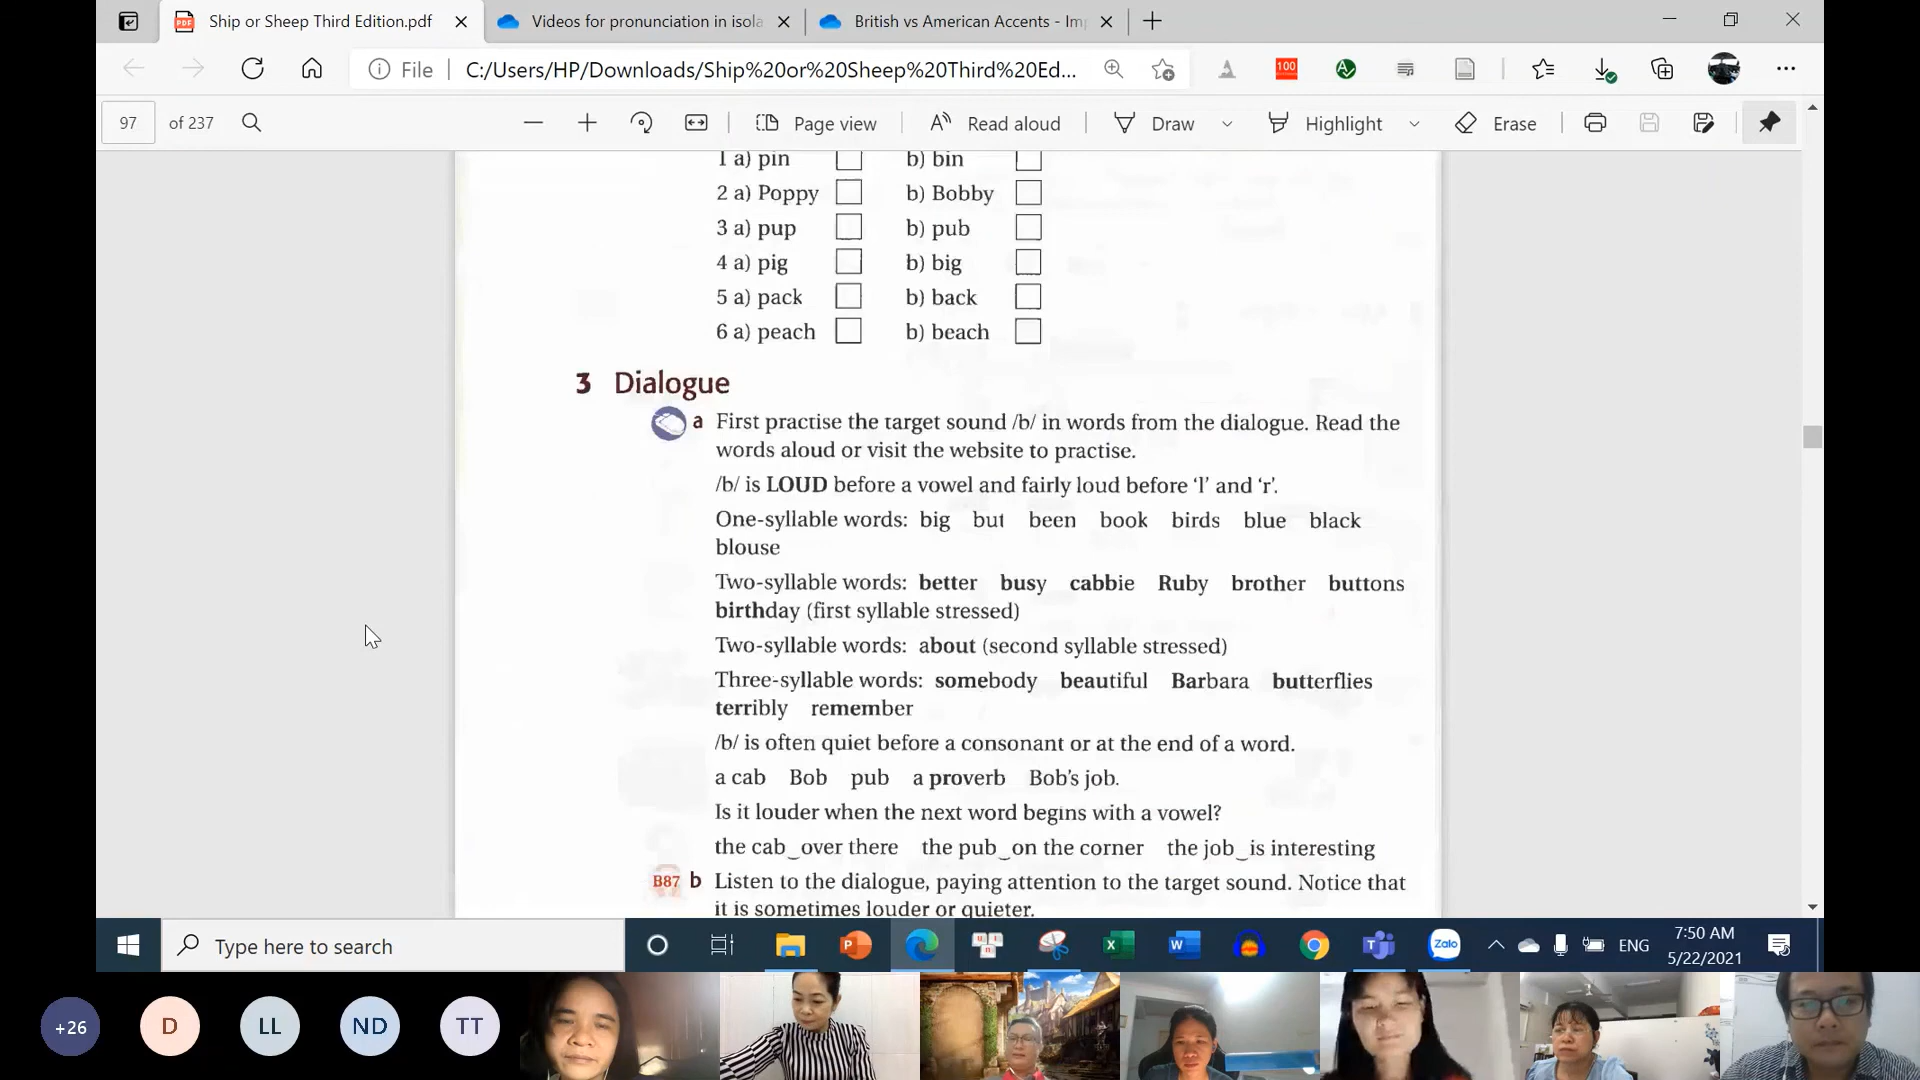 Ship or Sheep Third Edition.pdf
Videos for pronunciation in isola
British vs American Accents - Imp
File
C:/Users/HP/Downloads/Ship%20or%20Sheep%20Third%20Ed...
100
97 of 237
Page view
Read aloud
Draw
Highlight
Erase
1 a) pin b) bin
2 a) Poppy b) Bobby
3 a) pup b) pub
4 a) pig b) big
5 a) pack b) back
6 a) peach b) beach
3 Dialogue
a First practise the target sound /b/ in words from the dialogue. Read the
words aloud or visit the website to practise.
/b/ is LOUD before a vowel and fairly loud before ‘l’ and ‘r’.
One-syllable words: big but been book birds blue black
blouse
Two-syllable words: better busy cabbie Ruby brother buttons
birthday (first syllable stressed)
Two-syllable words: about (second syllable stressed)
Three-syllable words: somebody beautiful Barbara butterflies
terribly remember
/b/ is often quiet before a consonant or at the end of a word.
a cab Bob pub a proverb Bob's job.
Is it louder when the next word begins with a vowel?
the cab‿over there the pub‿on the corner the job‿is interesting
B87 b Listen to the dialogue, paying attention to the target sound. Notice that
it is sometimes louder or quieter.
Type here to search
Zalo
ENG
7:50 AM
5/22/2021
+26
D
LL
ND
TT